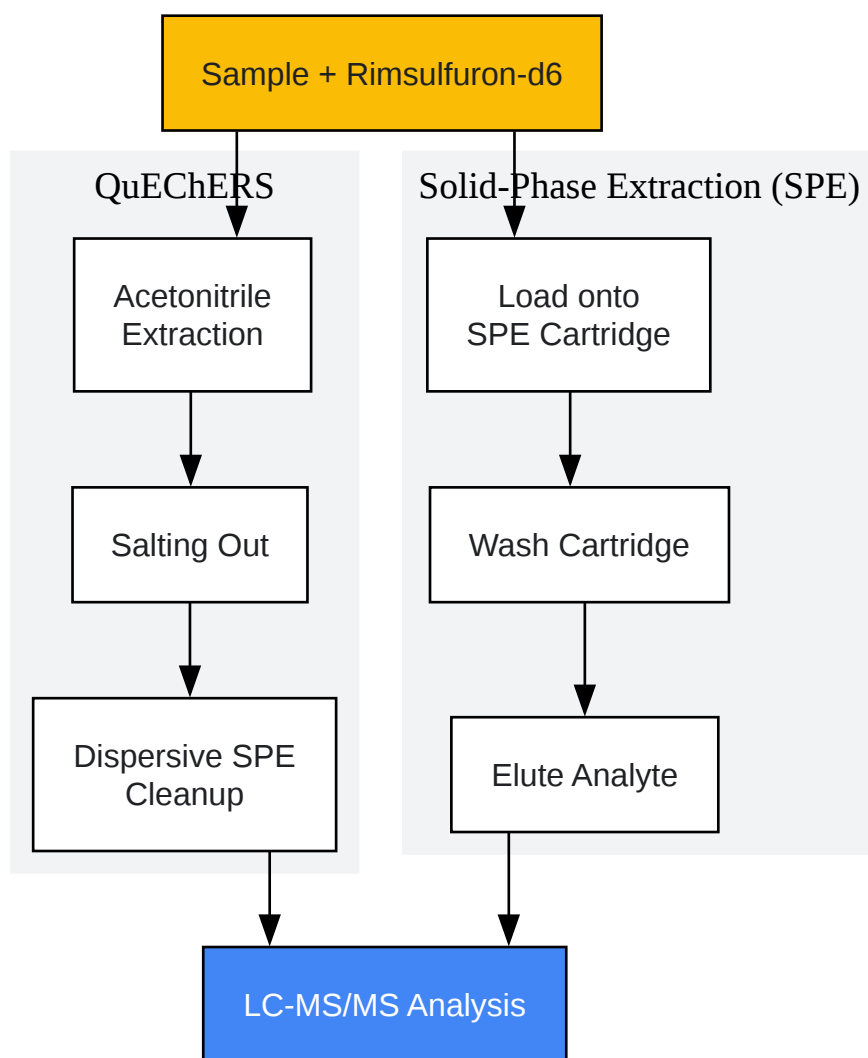 Sample + Rimsulfuron-d6
QuEChERS
Acetonitrile
Extraction
Salting Out
Dispersive SPE
Cleanup
Solid-Phase Extraction (SPE)
Load onto
SPE Cartridge
Wash Cartridge
Elute Analyte
LC-MS/MS Analysis